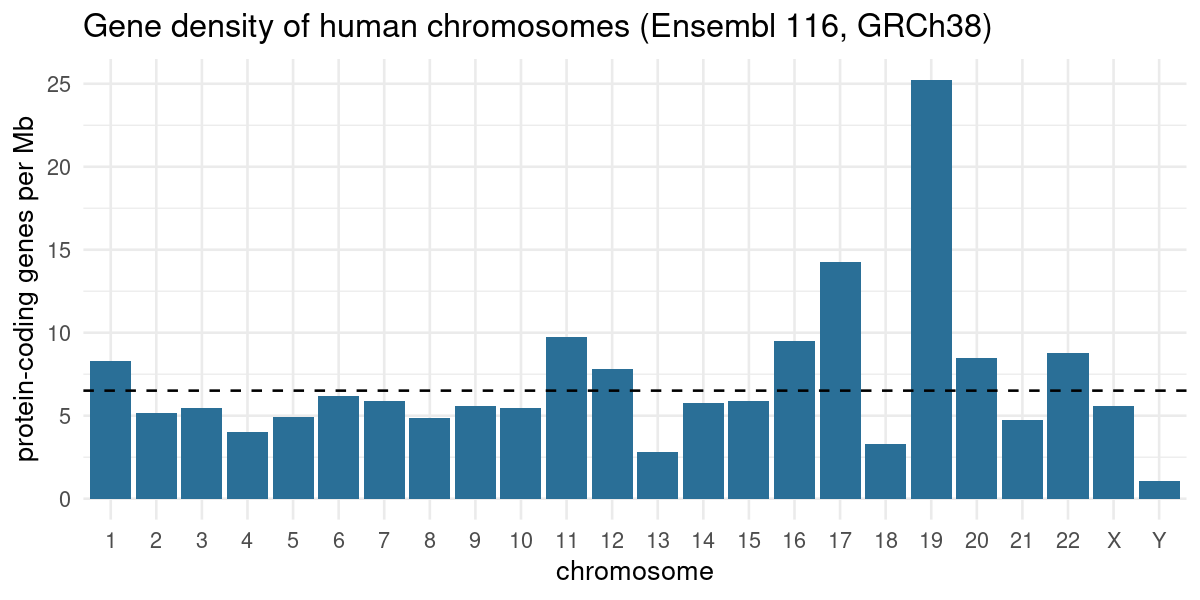 Gene density of human chromosomes (Ensembl 116, GRCh38)
protein-coding genes per Mb
25
20
15
10
5
0
1 2 3 4 5 6 7 8 9 10 11 12 13 14 15 16 17 18 19 20 21 22 X Y
chromosome